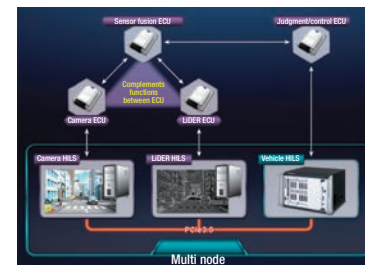 Sensor fusion ECU
Judgment/control ECU
Complements
functions
between ECU
Camera ECU
LiDER ECU
Camera HILS
LiDER HILS
Vehicle HILS
Multi node